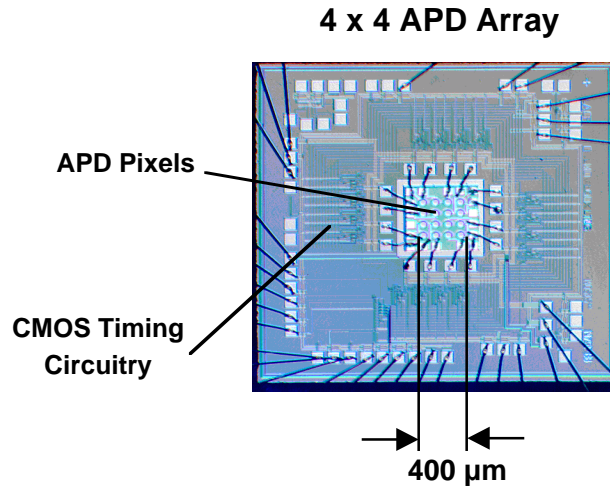 4 x 4 APD Array
APD Pixels
CMOS Timing
Circuitry
400 µm